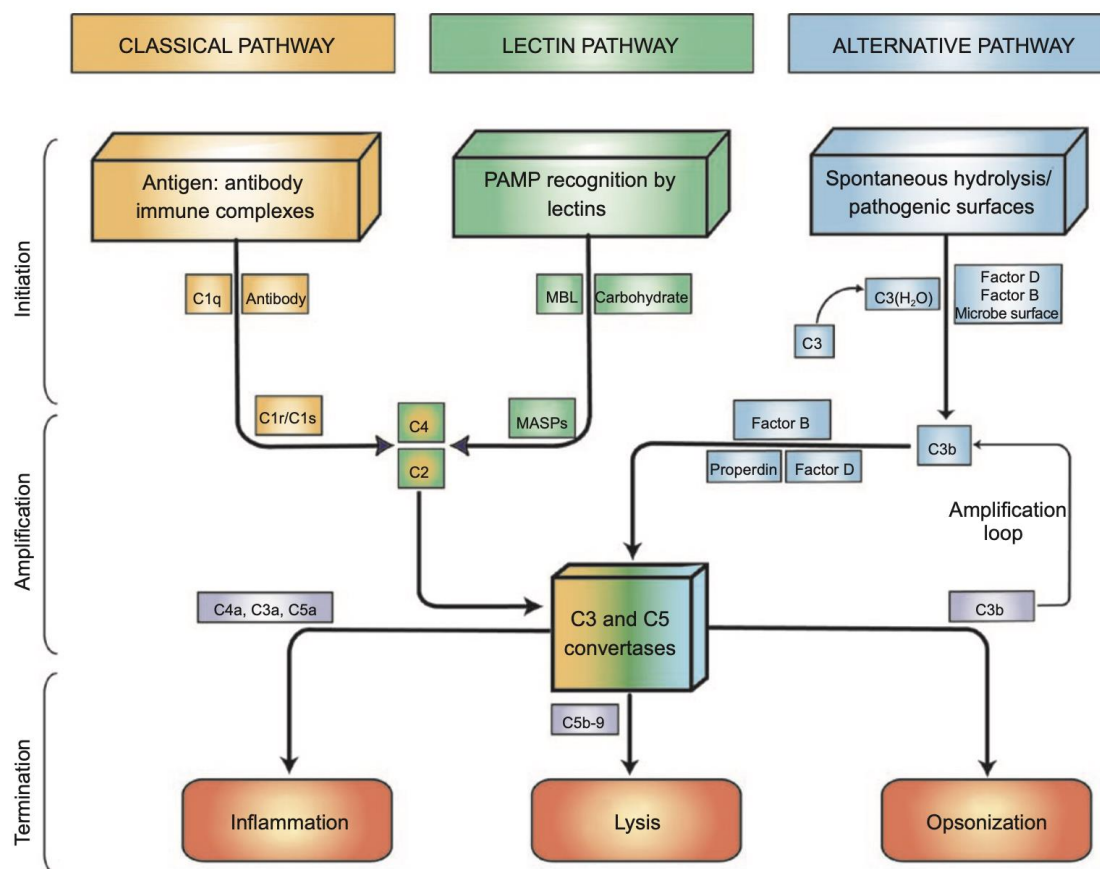 CLASSICAL PATHWAY
LECTIN PATHWAY
ALTERNATIVE PATHWAY
Initiation
Antigen: antibody
immune complexes
PAMP recognition by
lectins
Spontaneous hydrolysis/
pathogenic surfaces
C1q
Antibody
MBL
Carbohydrate
C3(H₂O)
Factor D
Factor B
Microbe surface
C3
Amplification
C1r/C1s
C4
C2
MASPs
Factor B
Properdin
Factor D
C3b
Amplification
loop
C4a, C3a, C5a
C3 and C5
convertases
C3b
Termination
C5b-9
Inflammation
Lysis
Opsonization